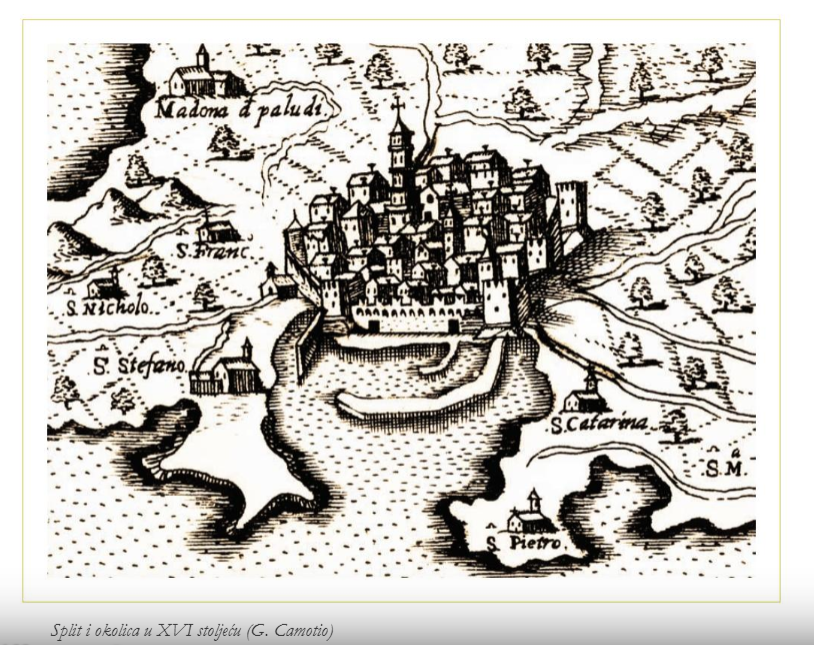 Madona d paludi
S. Franc
S. Nicholo
S. Stefano
S. Catarina
S. M.
S. Pietro
Split i okolica u XVI stoljeću (G. Camotio)